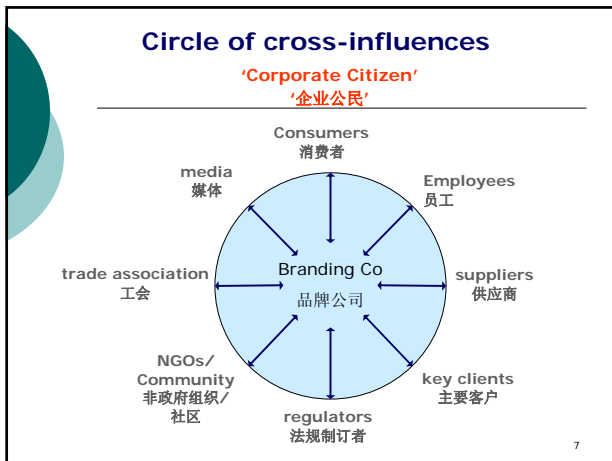 Circle of cross-influences
‘Corporate Citizen’
‘企业公民’
Consumers
消费者
media
媒体
Employees
员工
trade association
工会
Branding Co
品牌公司
suppliers
供应商
NGOs/
Community
非政府组织/
社区
key clients
主要客户
regulators
法规制订者
7